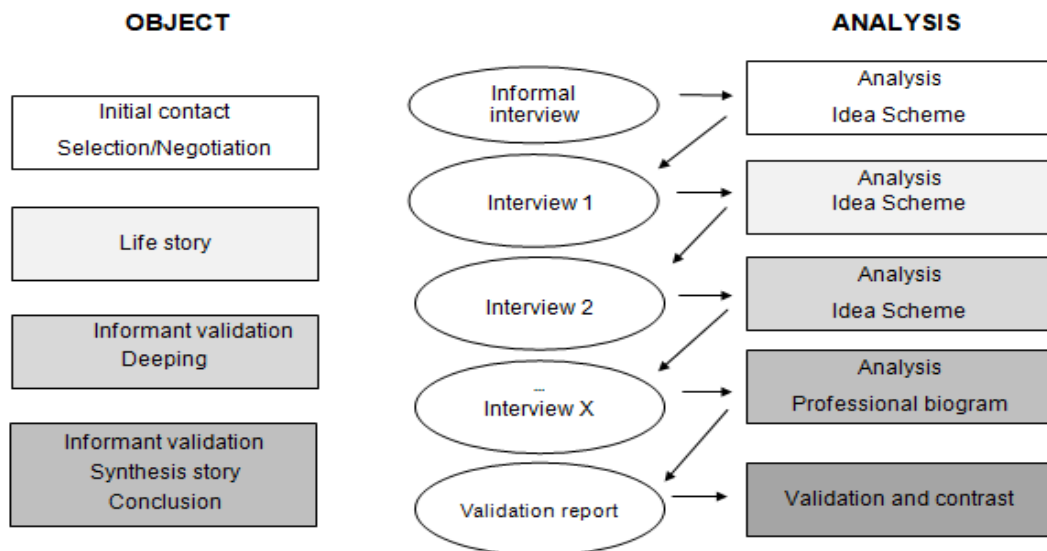 OBJECT
ANALYSIS
Initial contact
Selection/Negotiation
Life story
Informant validation
Deeping
Informant validation
Synthesis story
Conclusion
Informal
interview
Interview 1
Interview 2
...
Interview X
Validation report
Analysis
Idea Scheme
Analysis
Idea Scheme
Analysis
Idea Scheme
Analysis
Professional biogram
Validation and contrast